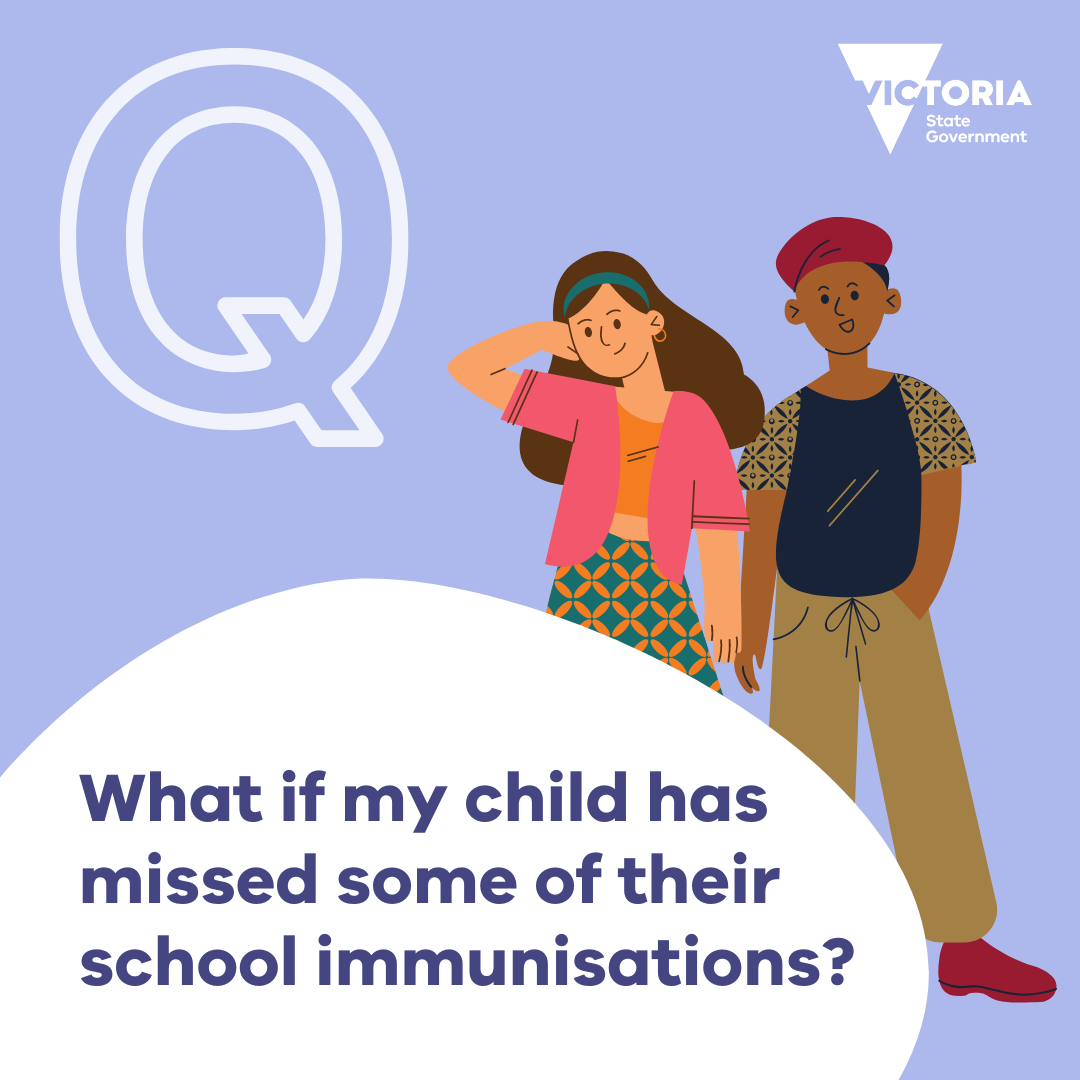 Q
VICTORIA
State
Government
What if my child has
missed some of their
school immunisations?